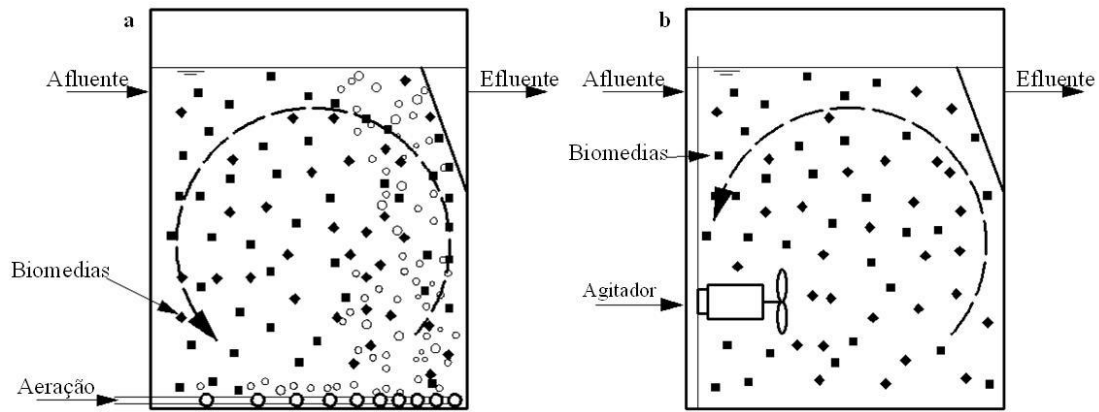 a
Afluente
Efluente
Biomedias
Aeração
b
Afluente
Efluente
Biomedias
Agitador